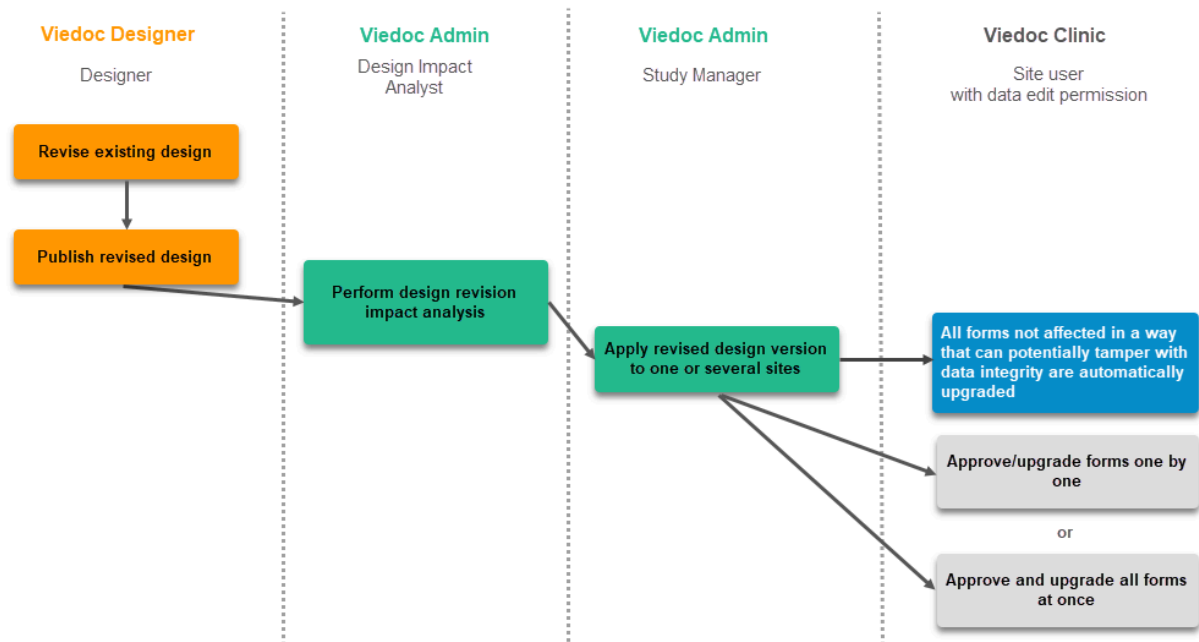 Viedoc Designer
Designer
Viedoc Admin
Design Impact
Analyst
Viedoc Admin
Study Manager
Viedoc Clinic
Site user
with data edit permission
Revise existing design
Publish revised design
Perform design revision
impact analysis
Apply revised design version
to one or several sites
All forms not affected in a way
that can potentially tamper with
data integrity are automatically
upgraded
Approve/upgrade forms one by
one
or
Approve and upgrade all forms
at once